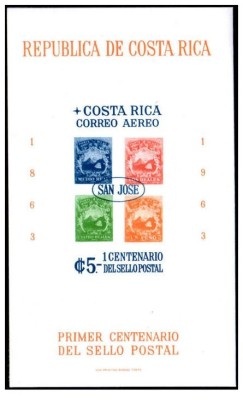 REPUBLICA DE COSTA RICA
COSTA RICA
CORREO AEREO
1 1
8 9
SAN JOSE
6 6
3 3
₡5.- 1 CENTENARIO
DEL SELLO POSTAL
PRIMER CENTENARIO
DEL SELLO POSTAL